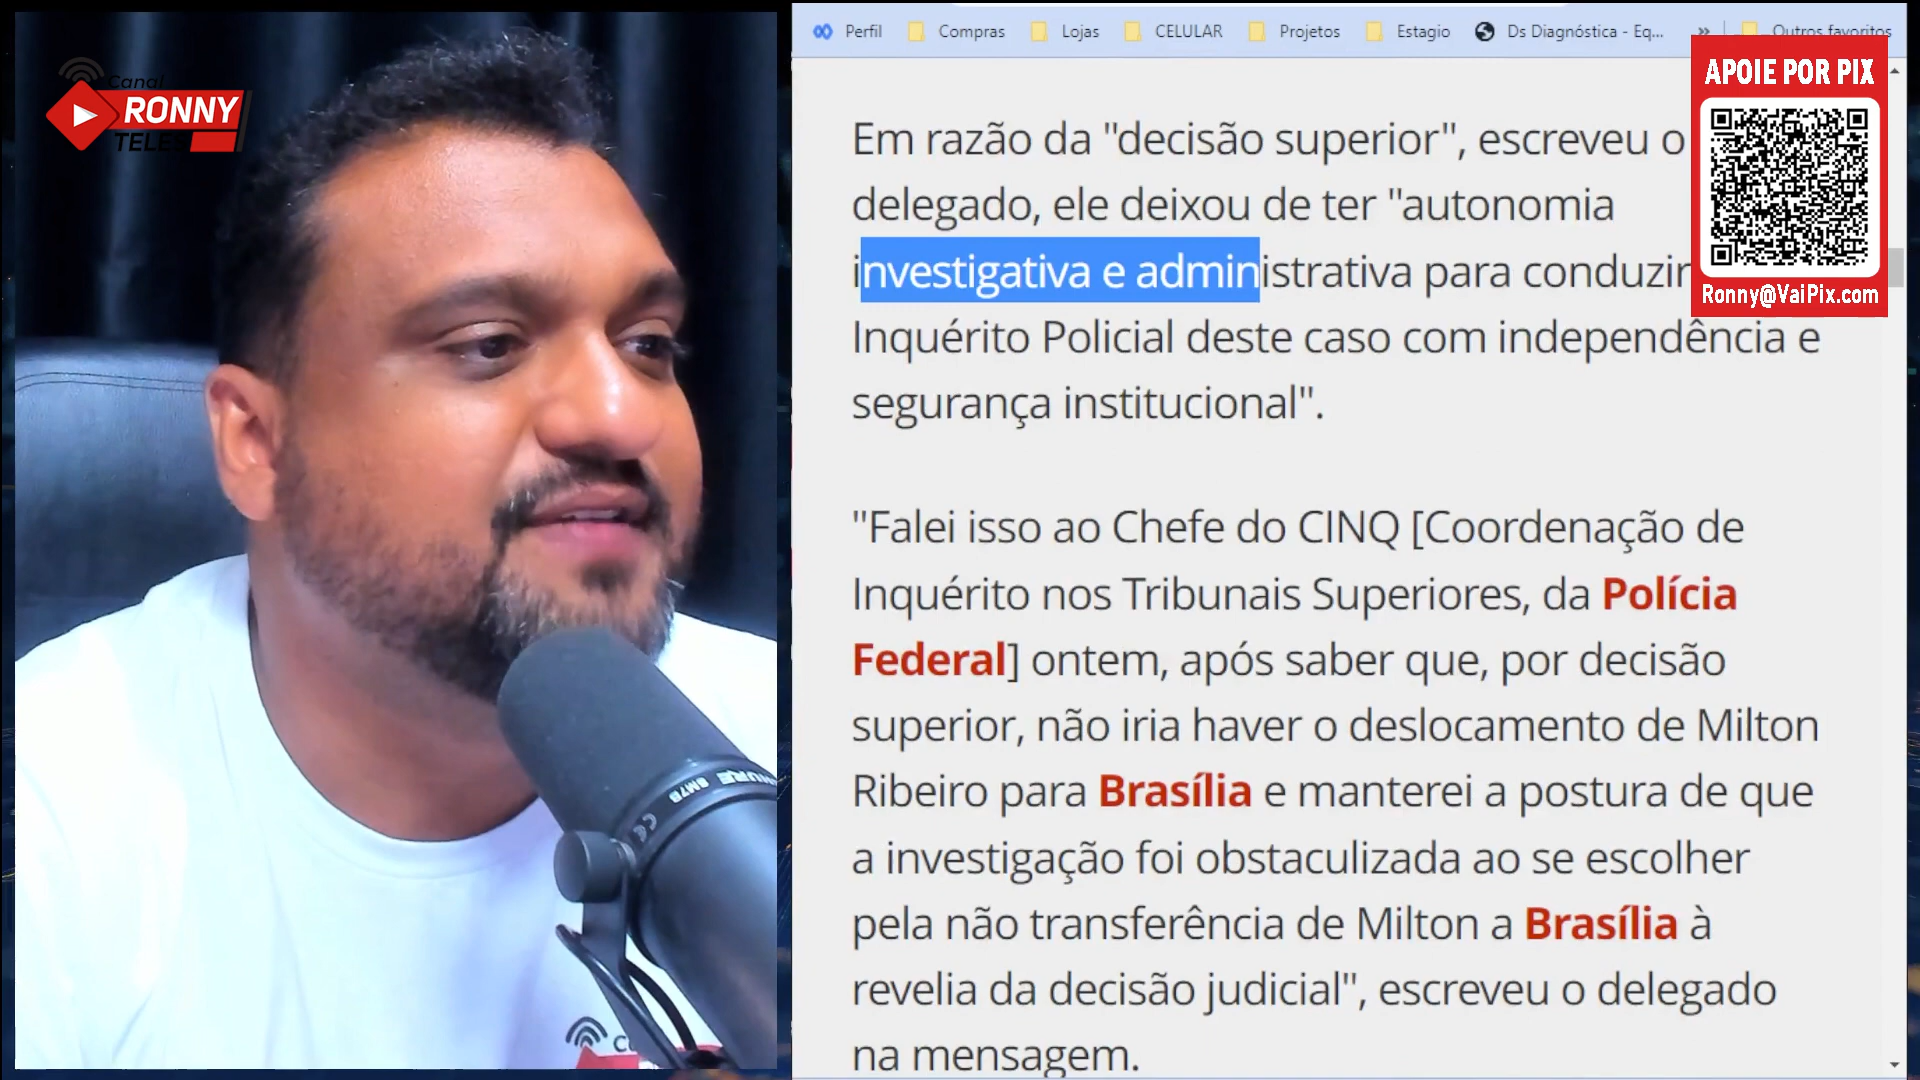 Canal
RONNY
TELES
Perfil
Compras
Lojas
CELULAR
Projetos
Estagio
Ds Diagnóstica - Eq...
»
Outros favoritos
APOIE POR PIX
Ronny@VaiPix.com
Em razão da "decisão superior", escreveu o
delegado, ele deixou de ter "autonomia
investigativa e administrativa para conduzir
Inquérito Policial deste caso com independência e
segurança institucional".
"Falei isso ao Chefe do CINQ [Coordenação de
Inquérito nos Tribunais Superiores, da Polícia
Federal] ontem, após saber que, por decisão
superior, não iria haver o deslocamento de Milton
Ribeiro para Brasília e manterei a postura de que
a investigação foi obstaculizada ao se escolher
pela não transferência de Milton a Brasília à
revelia da decisão judicial", escreveu o delegado
na mensagem.
SHURE SM7B
CE